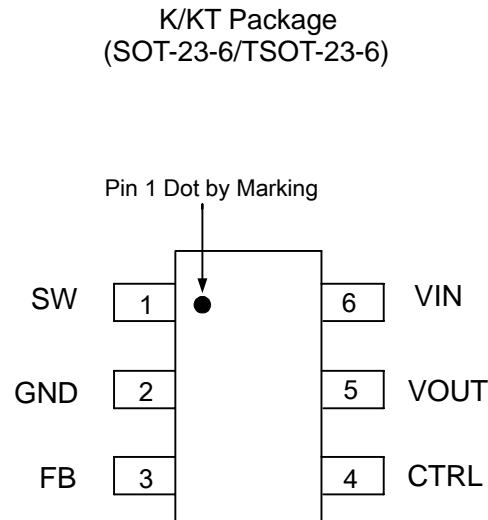 K/KT Package
(SOT-23-6/TSOT-23-6)
Pin 1 Dot by Marking
SW 1 6 VIN
GND 2 5 VOUT
FB 3 4 CTRL